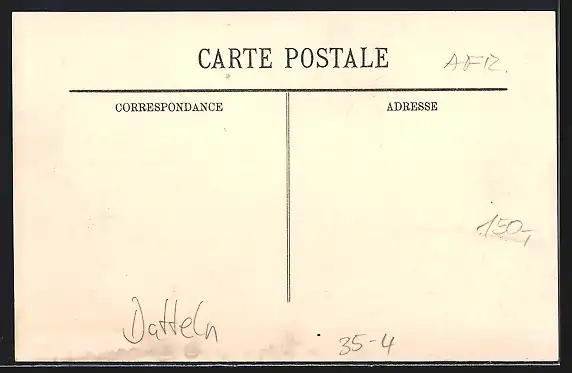 CARTE POSTALE
AFR.
CORRESPONDANCE
ADRESSE
150,-
Datteln
35-4